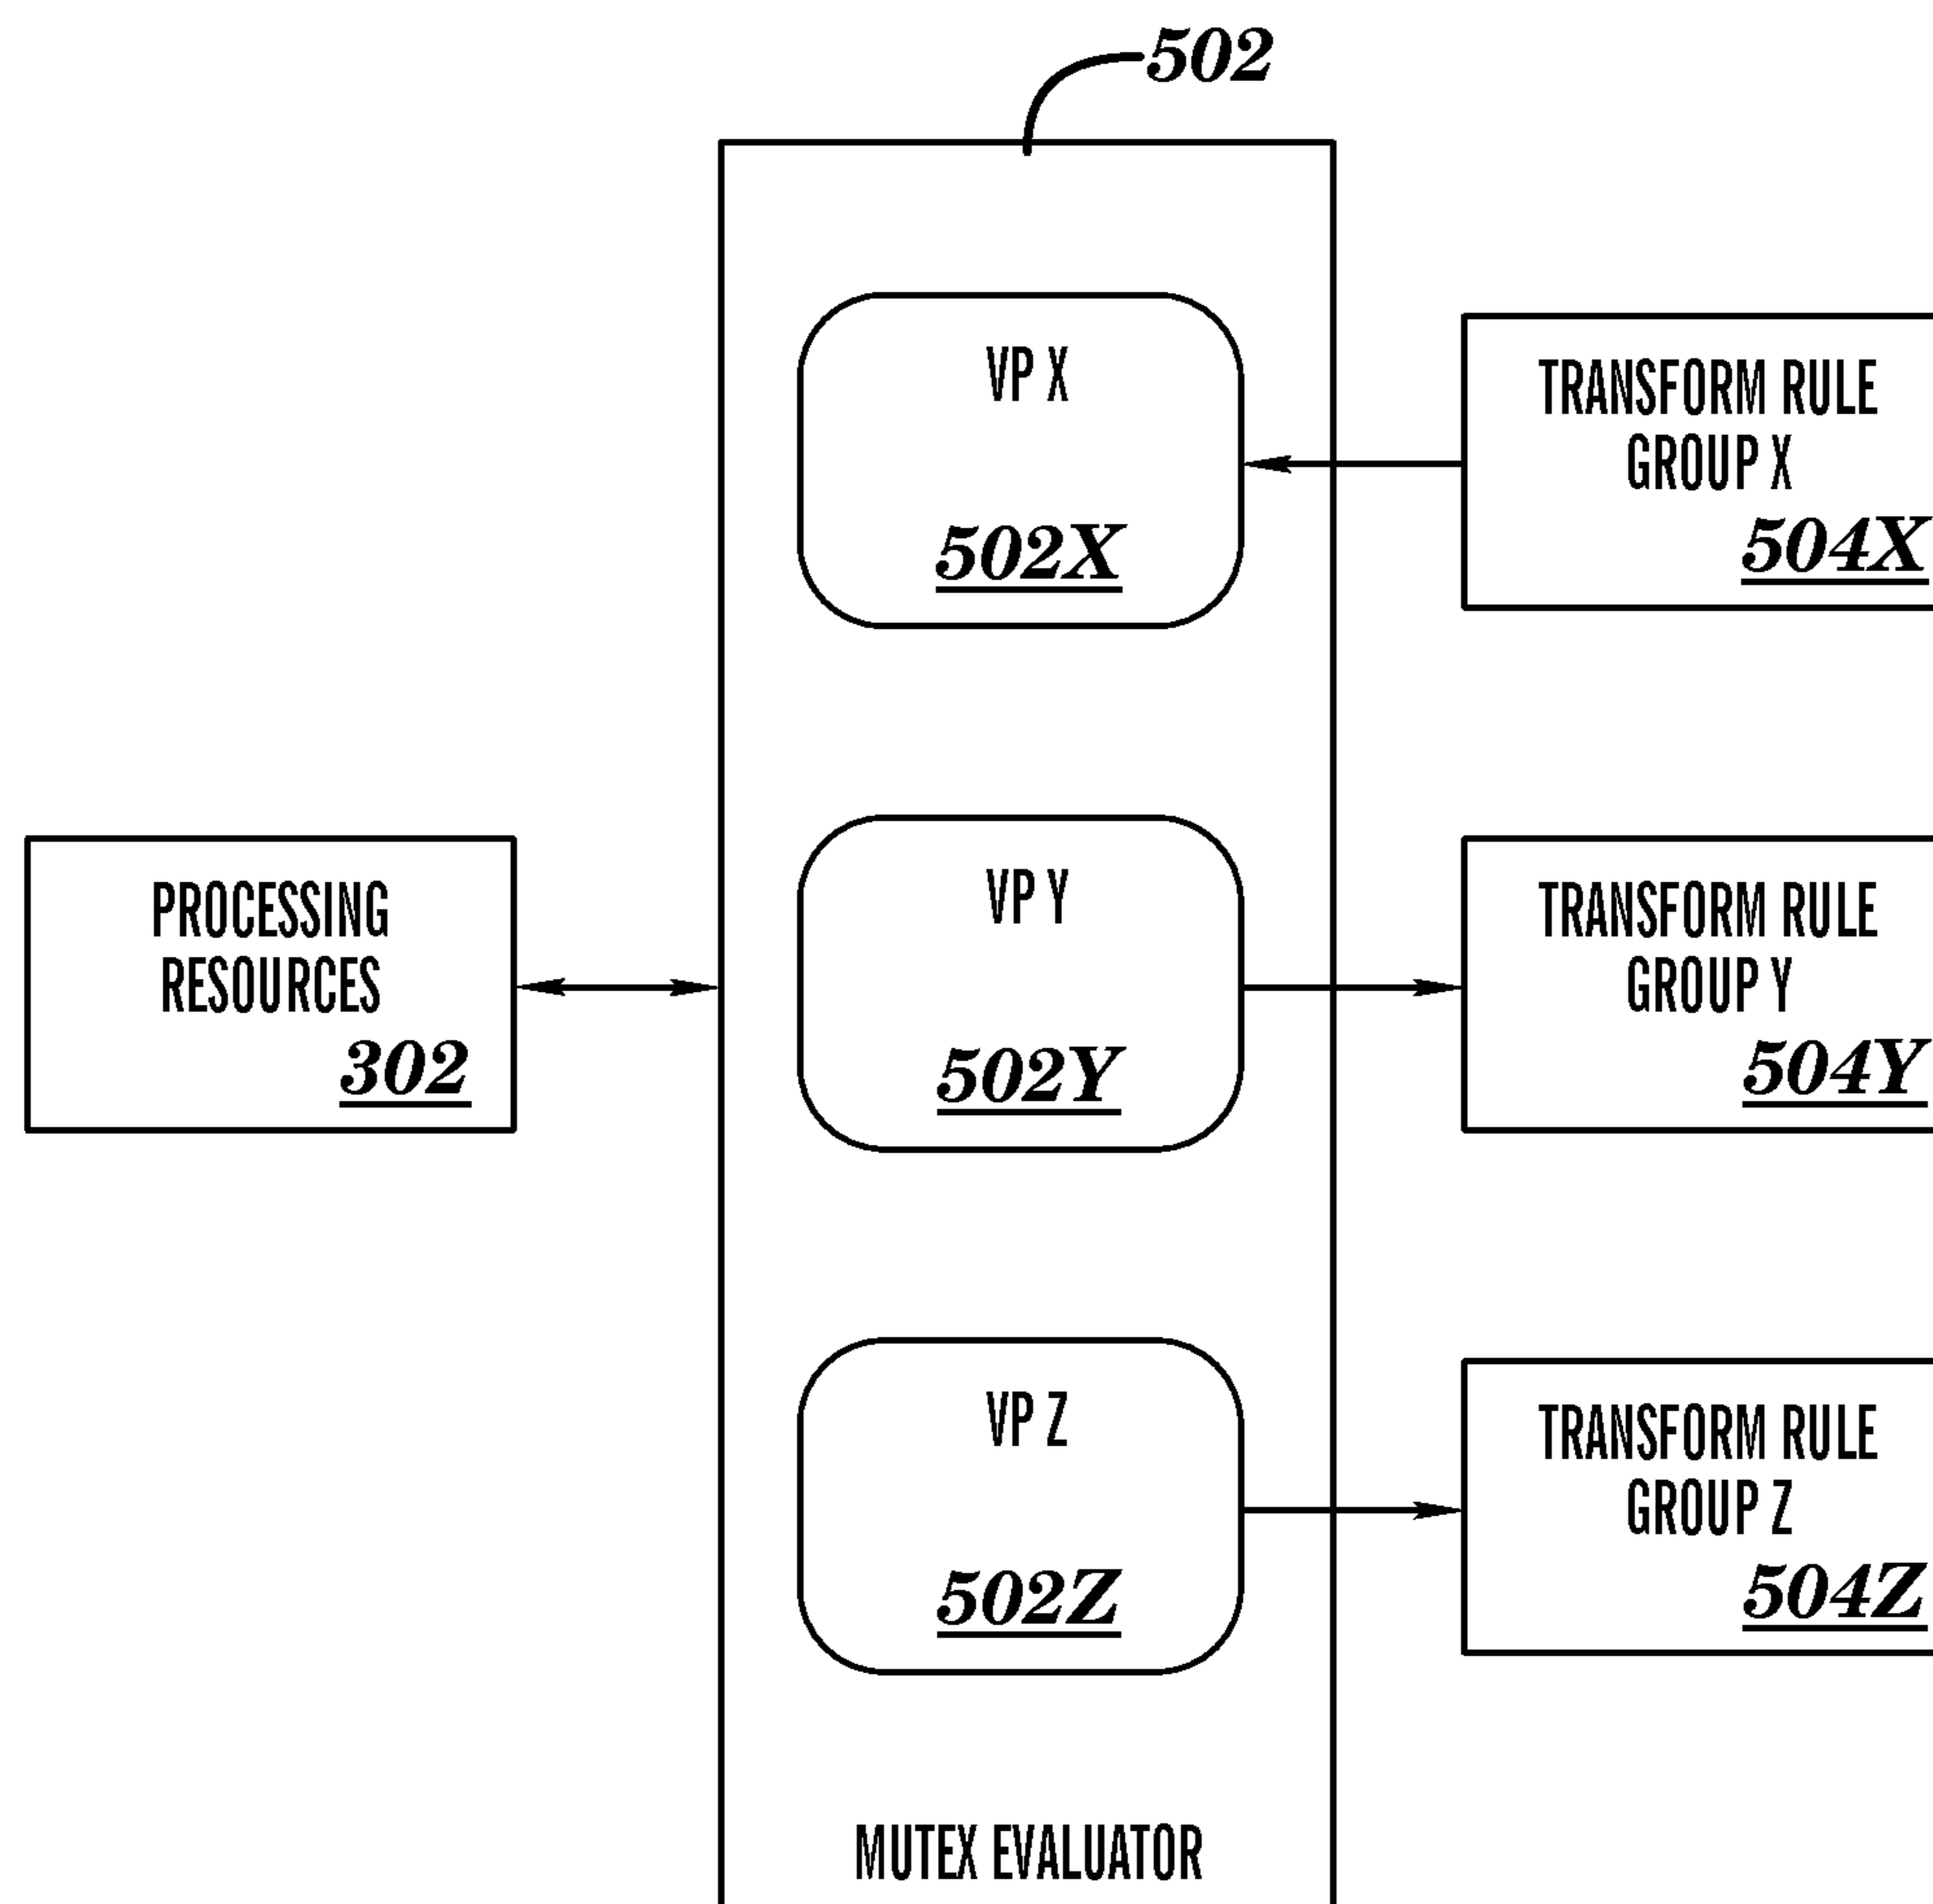 502
VP X
502X
TRANSFORM RULE
GROUP X
504X
PROCESSING
RESOURCES
302
VP Y
502Y
TRANSFORM RULE
GROUP Y
504Y
VP Z
502Z
TRANSFORM RULE
GROUP Z
504Z
MUTEX EVALUATOR